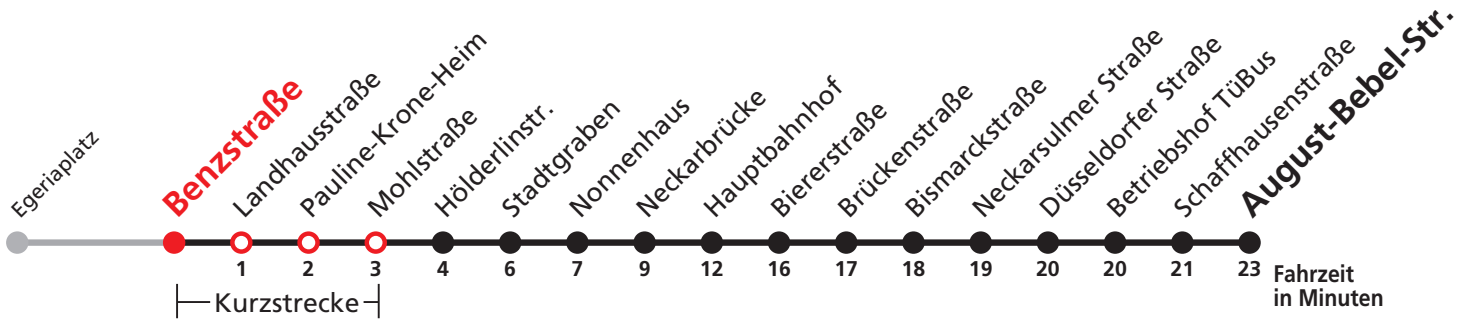 Egeriaplatz
Benzstraße
Landhausstraße
Pauline-Krone-Heim
Mohlstraße
Hölderlinstr.
Stadtgraben
Nonnenhaus
Neckarbrücke
Hauptbahnhof
Biererstraße
Brückenstraße
Bismarckstraße
Neckarsulmer Straße
Düsseldorfer Straße
Betriebshof TüBus
Schaffhausenstraße
August-Bebel-Str.
1 2 3 4 6 7 9 12 16 17 18 19 20 20 21 23
Fahrzeit
in Minuten
Kurzstrecke